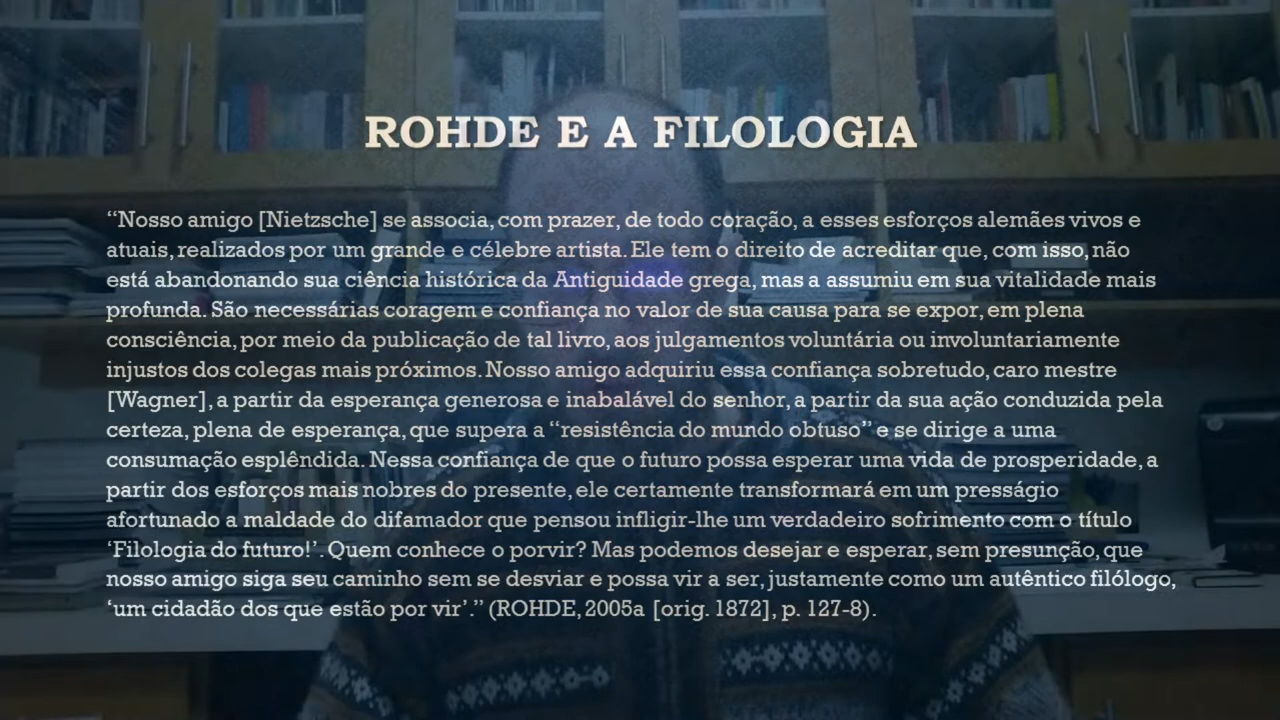 ROHDE E A FILOLOGIA
“Nosso amigo [Nietzsche] se associa, com prazer, de todo coração, a esses esforços alemães vivos e
atuais, realizados por um grande e célebre artista. Ele tem o direito de acreditar que, com isso, não
está abandonando sua ciência histórica da Antiguidade grega, mas a assumiu em sua vitalidade mais
profunda. São necessárias coragem e confiança no valor de sua causa para se expor, em plena
consciência, por meio da publicação de tal livro, aos julgamentos voluntária ou involuntariamente
injustos dos colegas mais próximos. Nosso amigo adquiriu essa confiança sobretudo, caro mestre
[Wagner], a partir da esperança generosa e inabalável do senhor, a partir da sua ação conduzida pela
certeza, plena de esperança, que supera a “resistência do mundo obtuso” e se dirige a uma
consumação esplêndida. Nessa confiança de que o futuro possa esperar uma vida de prosperidade, a
partir dos esforços mais nobres do presente, ele certamente transformará em um presságio
afortunado a maldade do difamador que pensou infligir-lhe um verdadeiro sofrimento com o título
‘Filologia do futuro!’. Quem conhece o porvir? Mas podemos desejar e esperar, sem presunção, que
nosso amigo siga seu caminho sem se desviar e possa vir a ser, justamente como um autêntico filólogo,
‘um cidadão dos que estão por vir’.” (ROHDE, 2005a [orig. 1872], p. 127-8).